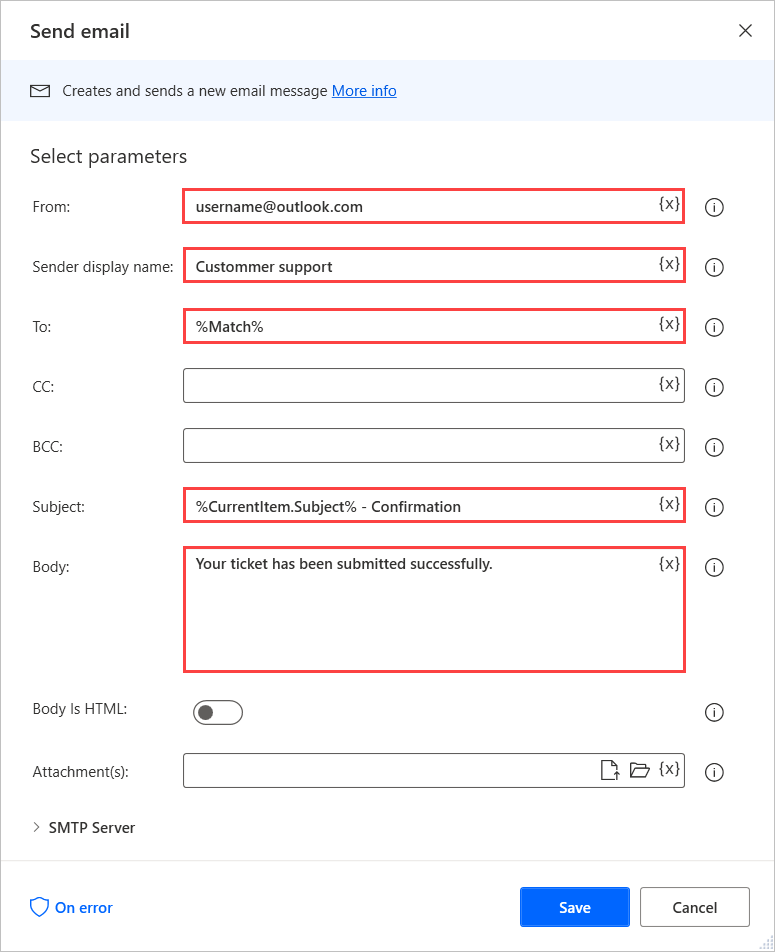 Send email
Creates and sends a new email message More info
Select parameters
From: username@outlook.com {x}
Sender display name: Custommer support {x}
To: %Match% {x}
CC: {x}
BCC: {x}
Subject: %CurrentItem.Subject% - Confirmation {x}
Body: Your ticket has been submitted successfully. {x}
Body Is HTML:
Attachment(s): {x}
SMTP Server
On error Save Cancel